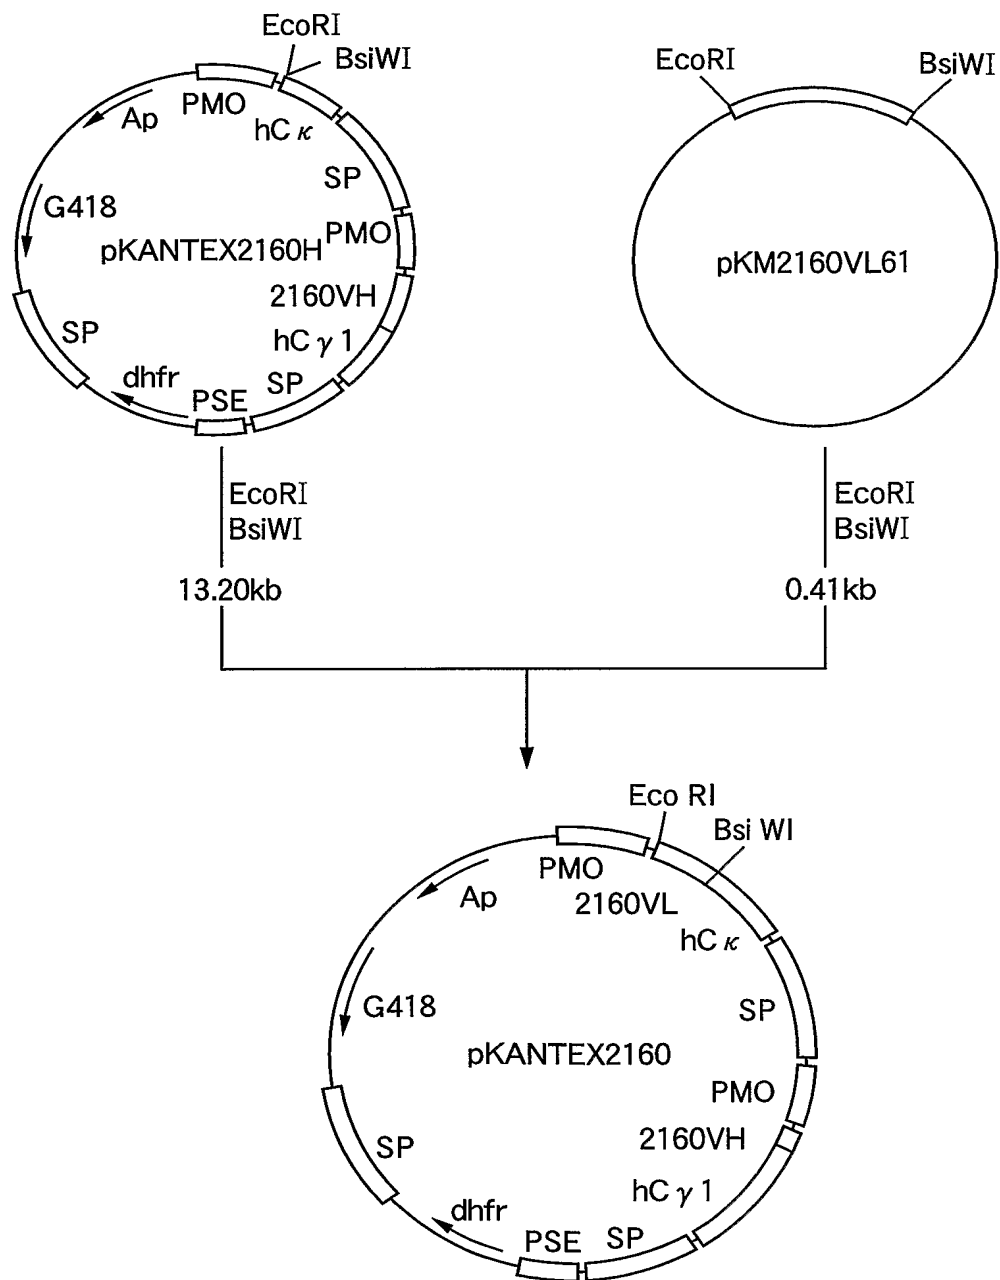 EcoRI
BsiWI
PMO
Ap
hCκ
SP
G418
PMO
pKANTEX2160H
2160VH
hCγ1
SP
SP
dhfr
PSE
EcoRI
BsiWI
pKM2160VL61
EcoRI
BsiWI
13.20kb
EcoRI
BsiWI
0.41kb
Eco RI
Bsi WI
PMO
2160VL
Ap
hCκ
SP
G418
pKANTEX2160
PMO
2160VH
SP
hCγ1
dhfr
PSE
SP